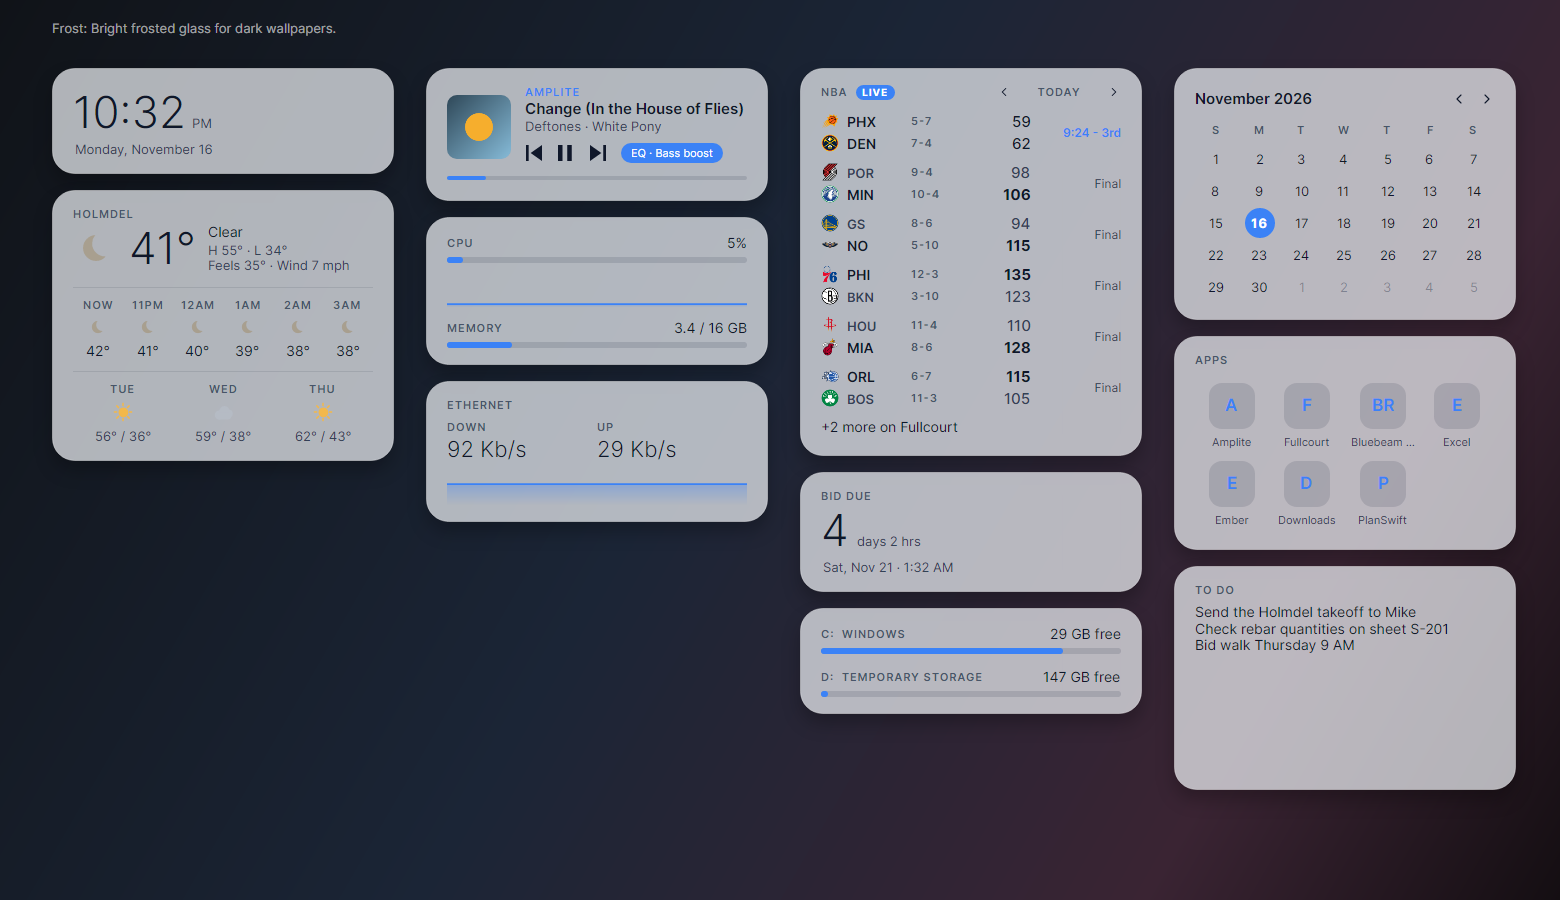 Frost: Bright frosted glass for dark wallpapers.
10:32 PM
Monday, November 16
HOLMDEL
41°
Clear
H 55° · L 34°
Feels 35° · Wind 7 mph
NOW 11PM 12AM 1AM 2AM 3AM
42° 41° 40° 39° 38° 38°
TUE WED THU
56° / 36° 59° / 38° 62° / 43°
AMPLITE
Change (In the House of Flies)
Deftones · White Pony
EQ · Bass boost
CPU 5%
MEMORY 3.4 / 16 GB
ETHERNET
DOWN UP
92 Kb/s 29 Kb/s
NBA LIVE TODAY
PHX 5-7 59
9:24 - 3rd
DEN 7-4 62
POR 9-4 98
Final
MIN 10-4 106
GS 8-6 94
Final
NO 5-10 115
PHI 12-3 135
Final
BKN 3-10 123
HOU 11-4 110
Final
MIA 8-6 128
ORL 6-7 115
Final
BOS 11-3 105
+2 more on Fullcourt
BID DUE
4 days 2 hrs
Sat, Nov 21 · 1:32 AM
C: WINDOWS 29 GB free
D: TEMPORARY STORAGE 147 GB free
November 2026
S M T W T F S
1 2 3 4 5 6 7
8 9 10 11 12 13 14
15 16 17 18 19 20 21
22 23 24 25 26 27 28
29 30 1 2 3 4 5
APPS
A F BR E
Amplite Fullcourt Bluebeam ... Excel
E D P
Ember Downloads PlanSwift
TO DO
Send the Holmdel takeoff to Mike
Check rebar quantities on sheet S-201
Bid walk Thursday 9 AM